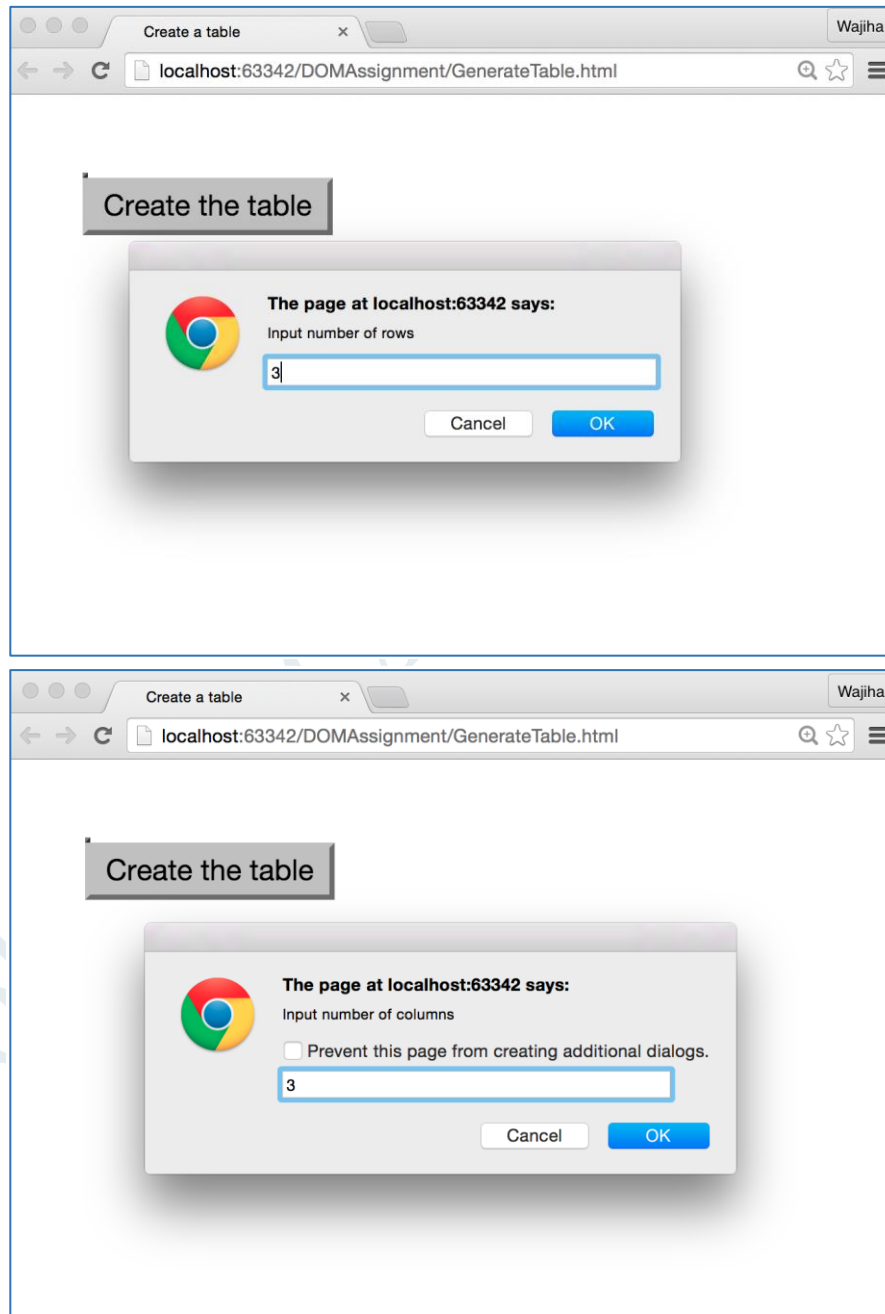 Create a table
Wajiha
localhost:63342/DOMAssignment/GenerateTable.html
Create the table
The page at localhost:63342 says:
Input number of rows
3
Cancel OK
Create a table
Wajiha
localhost:63342/DOMAssignment/GenerateTable.html
Create the table
The page at localhost:63342 says:
Input number of columns
Prevent this page from creating additional dialogs.
3
Cancel OK